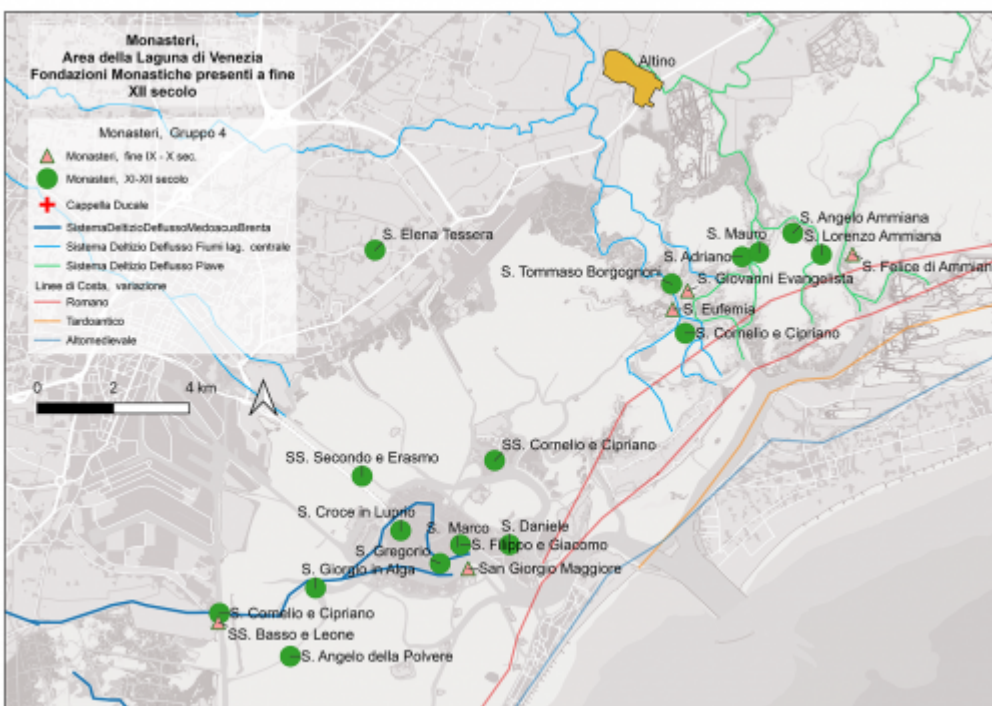 Monasteri,
Area della Laguna di Venezia
Fondazioni Monastiche presenti a fine
XII secolo
Monasteri, Gruppo 4
Monasteri, fine IX - X sec.
Monasteri, XI-XII secolo
Cappella Ducale
SistemaDeltizioDeflussoMedoacusBrenta
Sistema Deltizio Deflusso Fiumi lag. centrale
Sistema Deltizio Deflusso Piave
Linee di Costa, variazione
Romano
Tardoantico
Altomedievale
0 2 4 km
Altino
S. Elena Tessera
S. Angelo Ammiana
S. Mauro
S. Lorenzo Ammiana
S. Adriano
S. Felice di Ammian
S. Tommaso Borgognoni
S. Giovanni Evangelista
S. Eufemia
S. Cornelio e Cipriano
SS. Cornelio e Cipriano
SS. Secondo e Erasmo
S. Croce in Luprio
S. Marco
S. Daniele
S. Filippo e Giacomo
S. Gregorio
San Giorgio Maggiore
S. Giorgio in Alga
S. Cornelio e Cipriano
SS. Basso e Leone
S. Angelo della Polvere